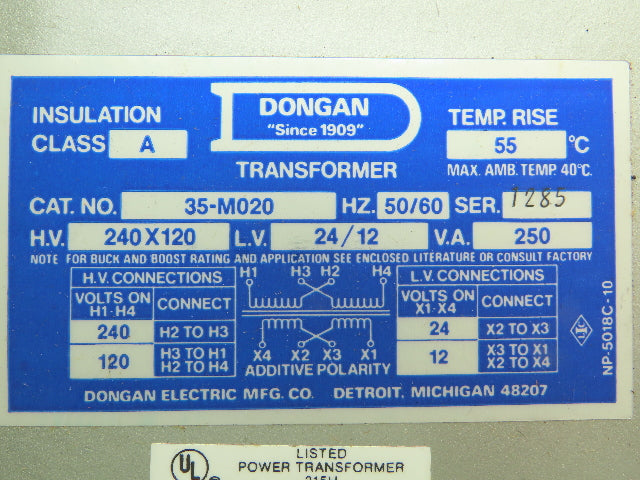 DONGAN
"Since 1909"
TRANSFORMER
INSULATION
CLASS A
TEMP. RISE
55 °C
MAX. AMB. TEMP. 40°C.
CAT. NO. 35-M020 HZ. 50/60 SER. 1285
H.V. 240X120 L.V. 24/12 V.A. 250
NOTE FOR BUCK AND BOOST RATING AND APPLICATION SEE ENCLOSED LITERATURE OR CONSULT FACTORY
H.V. CONNECTIONS
VOLTS ON H1-H4 CONNECT
240 H2 TO H3
120 H3 TO H1
H2 TO H4
H1 H3 H2 H4
X4 X2 X3 X1
ADDITIVE POLARITY
L.V. CONNECTIONS
VOLTS ON X1-X4 CONNECT
24 X2 TO X3
12 X3 TO X1
X2 TO X4
NP-5018C-10
DONGAN ELECTRIC MFG. CO. DETROIT, MICHIGAN 48207
UL
LISTED
POWER TRANSFORMER